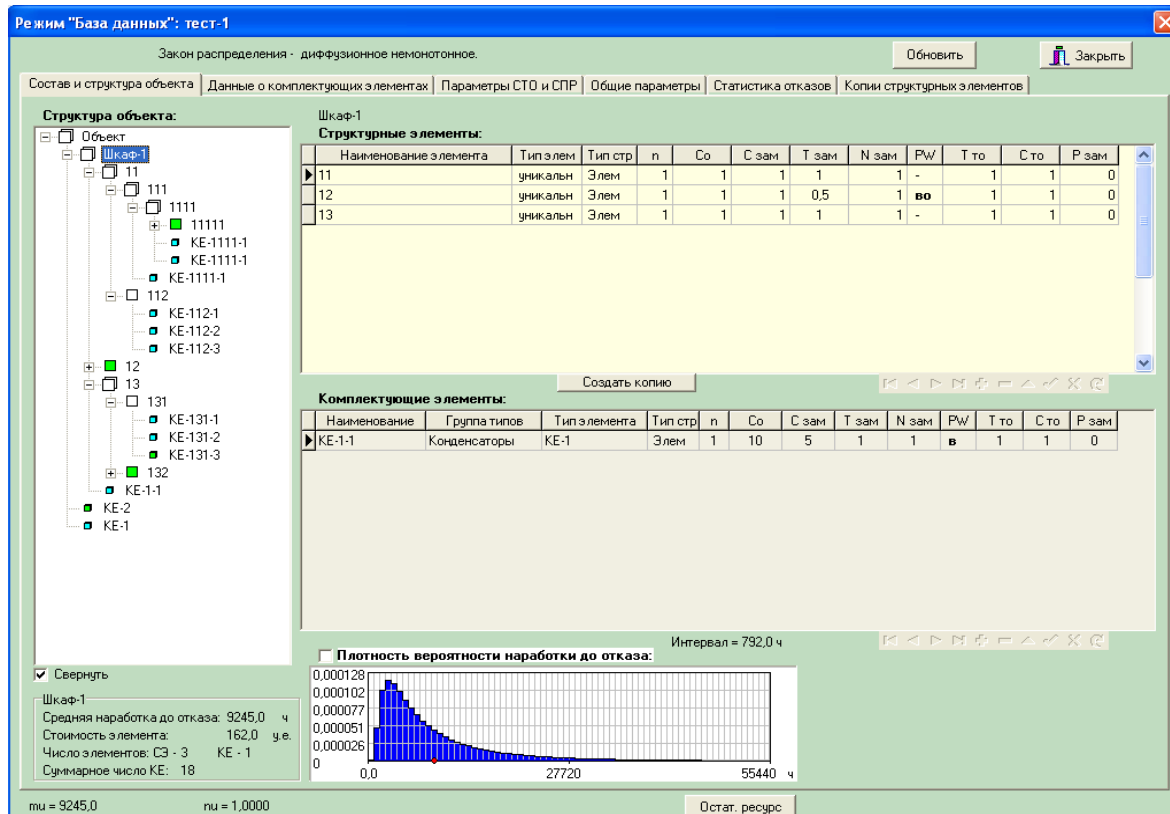 Режим "База данных": тест-1
Закон распределения - диффузионное немонотонное.
Обновить
Закрыть
Состав и структура объекта Данные о комплектующих элементах Параметры СТО и СПР Общие параметры Статистика отказов Копии структурных элементов
Структура объекта:
Объект
Шкаф-1
11
111
1111
11111
КЕ-1111-1
КЕ-1111-1
КЕ-1111-1
112
КЕ-112-1
КЕ-112-2
КЕ-112-3
12
13
131
КЕ-131-1
КЕ-131-2
КЕ-131-3
132
КЕ-1-1
КЕ-2
КЕ-1
Свернуть
Шкаф-1
Средняя наработка до отказа: 9245,0 ч
Стоимость элемента: 162,0 у.е.
Число элементов: СЭ - 3 КЕ - 1
Суммарное число КЕ: 18
Шкаф-1
Структурные элементы:
Наименование элемента Тип элем Тип стр n Co С зам Т зам N зам PW Т то С то Р зам
11 уникальн Элем 1 1 1 1 1 - 1 1 0
12 уникальн Элем 1 1 1 0,5 1 во 1 1 0
13 уникальн Элем 1 1 1 1 1 - 1 1 0
Создать копию
Комплектующие элементы:
Наименование Группа типов Тип элемента Тип стр n Co С зам Т зам N зам PW Т то С то Р зам
КЕ-1-1 Конденсаторы КЕ-1 Элем 1 10 5 1 1 в 1 1 0
Интервал = 792,0 ч
Плотность вероятности наработки до отказа:
0,000128
0,000102
0,000077
0,000051
0,000026
0
0,0 27720 55440 ч
mu = 9245,0 nu = 1,0000
Остат. ресурс